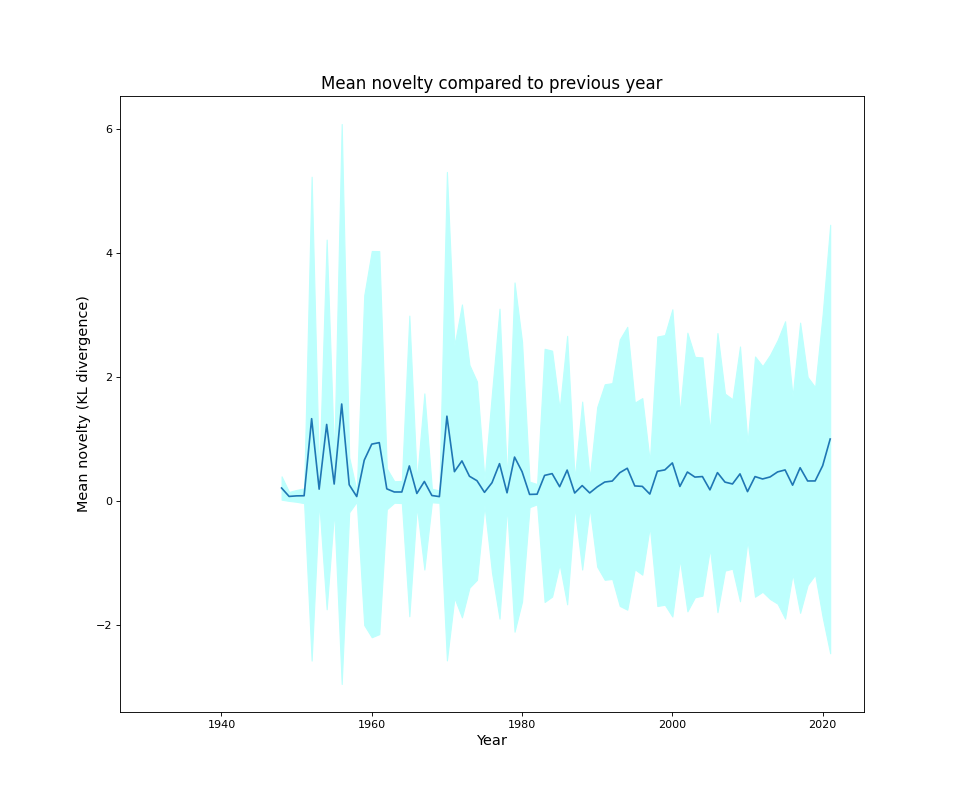 Mean novelty compared to previous year
6
4
2
0
−2
Mean novelty (KL divergence)
1940 1960 1980 2000 2020
Year